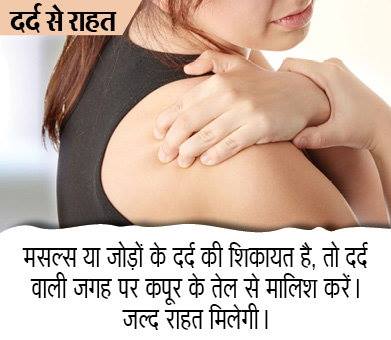 दर्द से राहत
मसल्स या जोड़ों के दर्द की शिकायत है, तो दर्द
वाली जगह पर कपूर के तेल से मालिश करें।
जल्द राहत मिलेगी।